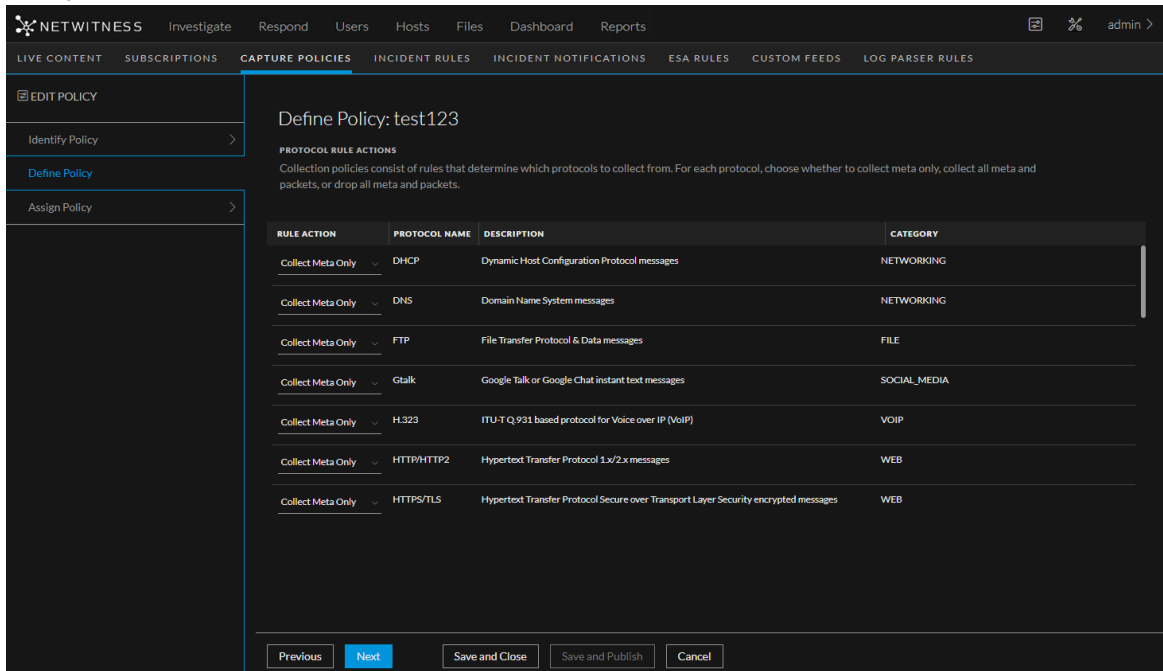 NETWITNESS Investigate Respond Users Hosts Files Dashboard Reports admin >
LIVE CONTENT SUBSCRIPTIONS CAPTURE POLICIES INCIDENT RULES INCIDENT NOTIFICATIONS ESA RULES CUSTOM FEEDS LOG PARSER RULES
EDIT POLICY
Identify Policy >
Define Policy
Assign Policy >
Define Policy: test123
PROTOCOL RULE ACTIONS
Collection policies consist of rules that determine which protocols to collect from. For each protocol, choose whether to collect meta only, collect all meta and
packets, or drop all meta and packets.
RULE ACTION PROTOCOL NAME DESCRIPTION CATEGORY
Collect Meta Only DHCP Dynamic Host Configuration Protocol messages NETWORKING
Collect Meta Only DNS Domain Name System messages NETWORKING
Collect Meta Only FTP File Transfer Protocol & Data messages FILE
Collect Meta Only Gtalk Google Talk or Google Chat instant text messages SOCIAL_MEDIA
Collect Meta Only H.323 ITU-T Q.931 based protocol for Voice over IP (VoIP) VOIP
Collect Meta Only HTTP/HTTP2 Hypertext Transfer Protocol 1.x/2.x messages WEB
Collect Meta Only HTTPS/TLS Hypertext Transfer Protocol Secure over Transport Layer Security encrypted messages WEB
Previous Next Save and Close Save and Publish Cancel